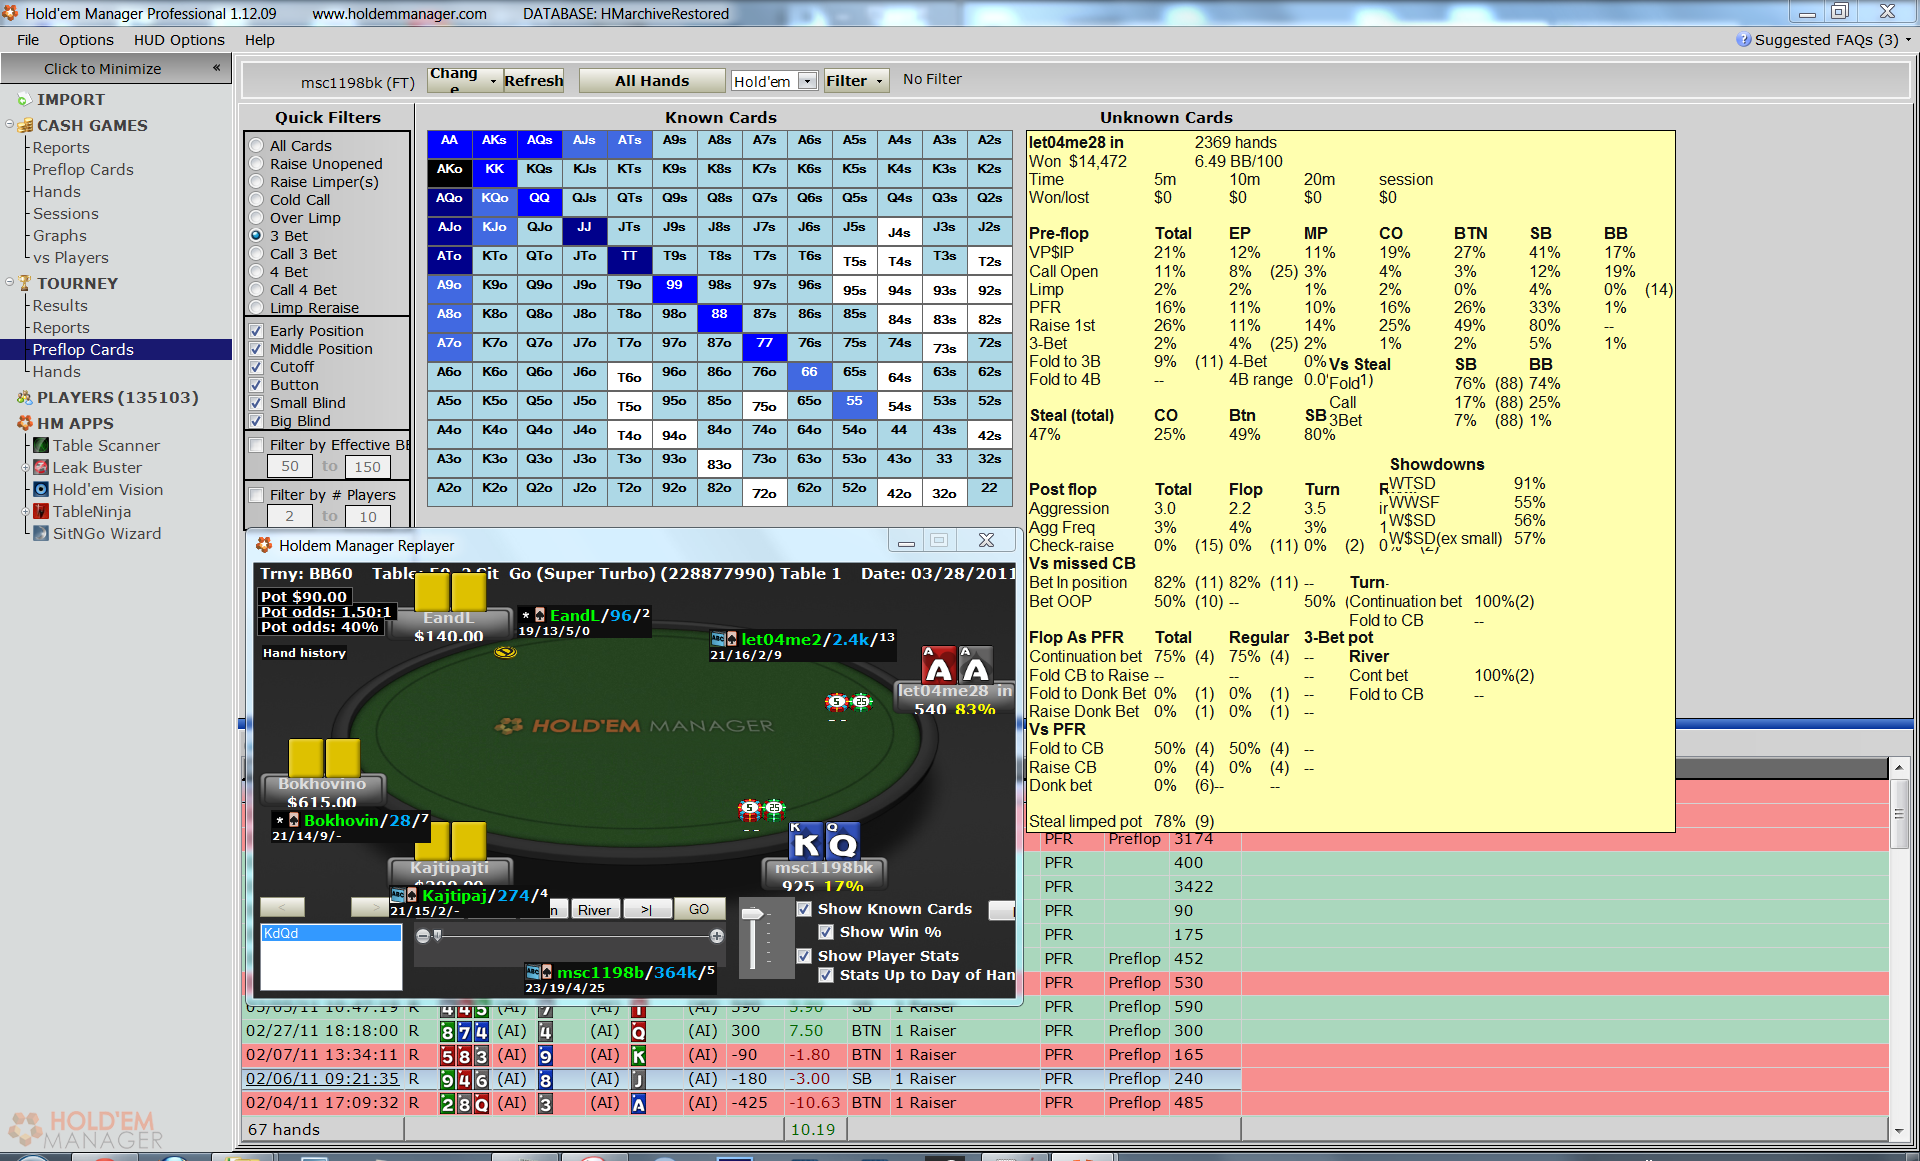 Hold'em Manager Professional 1.12.09 www.holdemmanager.com DATABASE: HMarchiveRestored
File Options HUD Options Help Suggested FAQs (3)
Click to Minimize «
IMPORT
CASH GAMES
Reports
Preflop Cards
Hands
Sessions
Graphs
vs Players
TOURNEY
Results
Reports
Preflop Cards
Hands
PLAYERS (135103)
HM APPS
Table Scanner
Leak Buster
Hold'em Vision
TableNinja
SitNGo Wizard
HOLD'EM
MANAGER
msc1198bk (FT) Chang
e
Refresh All Hands Hold'em Filter No Filter
Quick Filters
All Cards
Raise Unopened
Raise Limper(s)
Cold Call
Over Limp
3 Bet
Call 3 Bet
4 Bet
Call 4 Bet
Limp Reraise
Early Position
Middle Position
Cutoff
Button
Small Blind
Big Blind
Filter by Effective BE
50 to 150
Filter by # Players
2 to 10
Known Cards
AA AKs AQs AJs ATs A9s A8s A7s A6s A5s A4s A3s A2s
AKo KK KQs KJs KTs K9s K8s K7s K6s K5s K4s K3s K2s
AQo KQo QQ QJs QTs Q9s Q8s Q7s Q6s Q5s Q4s Q3s Q2s
AJo KJo QJo JJ JTs J9s J8s J7s J6s J5s J4s J3s J2s
ATo KTo QTo JTo TT T9s T8s T7s T6s T5s T4s T3s T2s
A9o K9o Q9o J9o T9o 99 98s 97s 96s 95s 94s 93s 92s
A8o K8o Q8o J8o T8o 98o 88 87s 86s 85s 84s 83s 82s
A7o K7o Q7o J7o T7o 97o 87o 77 76s 75s 74s 73s 72s
A6o K6o Q6o J6o T6o 96o 86o 76o 66 65s 64s 63s 62s
A5o K5o Q5o J5o T5o 95o 85o 75o 65o 55 54s 53s 52s
A4o K4o Q4o J4o T4o 94o 84o 74o 64o 54o 44 43s 42s
A3o K3o Q3o J3o T3o 93o 83o 73o 63o 53o 43o 33 32s
A2o K2o Q2o J2o T2o 92o 82o 72o 62o 52o 42o 32o 22
Unknown Cards
let04me28 in 2369 hands
Won $14,472 6.49 BB/100
Time 5m 10m 20m session
Won/lost $0 $0 $0 $0
Pre-flop Total EP MP CO BTN SB BB
VP$IP 21% 12% 11% 19% 27% 41% 17%
Call Open 11% 8% (25) 3% 4% 3% 12% 19%
Limp 2% 2% 1% 2% 0% 4% 0% (14)
PFR 16% 11% 10% 16% 26% 33% 1%
Raise 1st 26% 11% 14% 25% 49% 80% --
3-Bet 2% 4% (25) 2% 1% 2% 5% 1%
Fold to 3B 9% (11) 4-Bet 0%
Fold to 4B -- 4B range 0.0
Vs Steal SB BB
Fold 76% (88) 74%
Call 17% (88) 25%
3Bet 7% (88) 1%
Steal (total) CO Btn SB
47% 25% 49% 80%
Showdowns
WTSD 91%
WWSF 55%
W$SD 56%
W$SD(ex small) 57%
Post flop Total Flop Turn
Aggression 3.0 2.2 3.5
Agg Freq 3% 4% 3%
Check-raise 0% (15) 0% (11) 0% (2)
Vs missed CB
Bet In position 82% (11) 82% (11) --
Bet OOP 50% (10) -- 50%
Turn
Continuation bet 100%(2)
Fold to CB --
Flop As PFR Total Regular 3-Bet pot
Continuation bet 75% (4) 75% (4) --
Fold CB to Raise -- -- --
Fold to Donk Bet 0% (1) 0% (1) --
Raise Donk Bet 0% (1) 0% (1) --
River
Cont bet 100%(2)
Fold to CB --
Vs PFR
Fold to CB 50% (4) 50% (4) --
Raise CB 0% (4) 0% (4) --
Donk bet 0% (6)-- --
Steal limped pot 78% (9)
Holdem Manager Replayer
Trny: BB60 Go (Super Turbo) (228877990) Table 1 Date: 03/28/2011
Pot $90.00
Pot odds: 1.50:1
Pot odds: 40%
Hand history
EandL
$140.00
* EandL/96/2
19/13/5/0
ABC let04me2/2.4k/13
21/16/2/9
A A
let04me28 in
540 83%
5 25
HOLD'EM MANAGER
Bokhovino
$615.00
* Bokhovin/28/7
21/14/9/-
5 25
K Q
msc1198bk
925 17%
Kajtipajti
ABC Kajtipaj/274/4
21/15/2/-
< > River >| GO
KdQd
ABC msc1198b/364k/5
23/19/4/25
Show Known Cards
Show Win %
Show Player Stats
Stats Up to Day of Han
PFR Preflop 3174
PFR 400
PFR 3422
PFR 90
PFR 175
PFR Preflop 452
PFR Preflop 530
R 4 4 5 (AI) 7 (AI) (AI) 590 SB 1 Raiser PFR Preflop 590
02/27/11 18:18:00 R 8 7 4 (AI) 4 (AI) Q (AI) 300 7.50 BTN 1 Raiser PFR Preflop 300
02/07/11 13:34:11 R 5 8 3 (AI) 9 (AI) K (AI) -90 -1.80 BTN 1 Raiser PFR Preflop 165
02/06/11 09:21:35 R 9 4 6 (AI) 8 (AI) J (AI) -180 -3.00 SB 1 Raiser PFR Preflop 240
02/04/11 17:09:32 R 2 8 Q (AI) 3 (AI) A (AI) -425 -10.63 BTN 1 Raiser PFR Preflop 485
67 hands 10.19